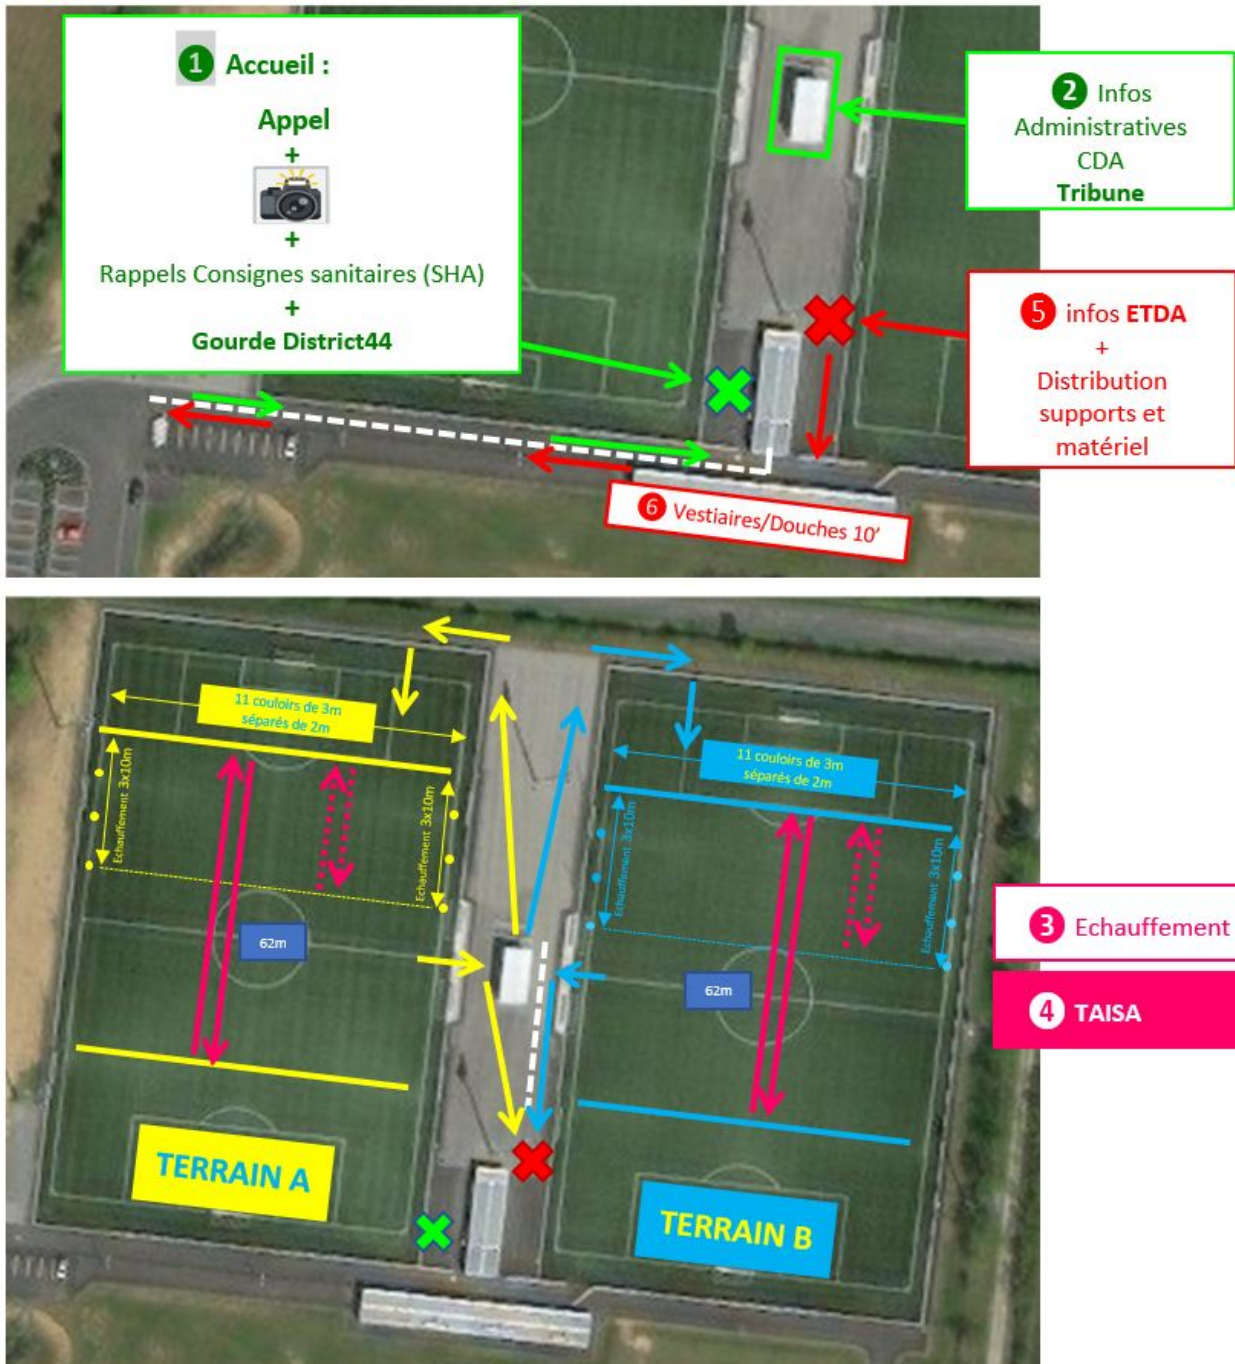 1 Accueil :
Appel
+
+
Rappels Consignes sanitaires (SHA)
+
Gourde District44
2 Infos
Administratives
CDA
Tribune
5 infos ETDA
+
Distribution
supports et
matériel
6 Vestiaires/Douches 10'
11 couloirs de 3m
séparés de 2m
Echauffement 3x10m
Echauffement 3x10m
62m
TERRAIN A
11 couloirs de 3m
séparés de 2m
Echauffement 3x10m
Echauffement 3x10m
62m
TERRAIN B
3 Echauffement
4 TAISA